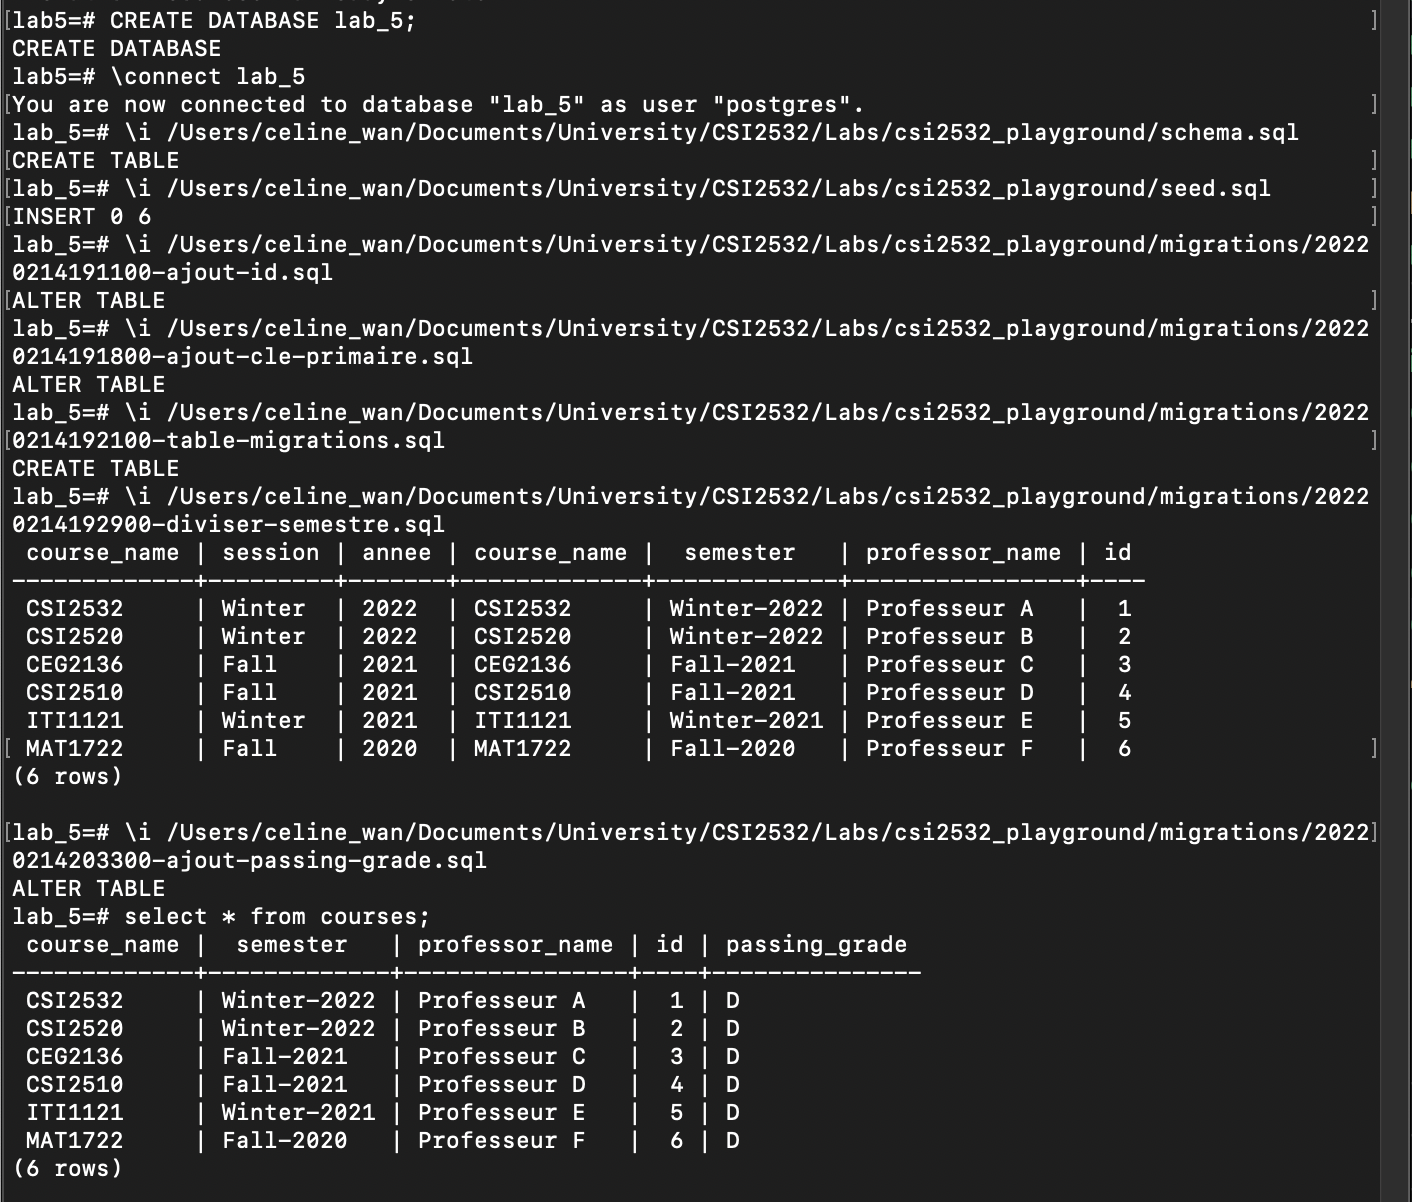 [lab5=# CREATE DATABASE lab_5; ]
CREATE DATABASE
lab5=# \connect lab_5
[You are now connected to database "lab_5" as user "postgres". ]
lab_5=# \i /Users/celine_wan/Documents/University/CSI2532/Labs/csi2532_playground/schema.sql
[CREATE TABLE ]
[lab_5=# \i /Users/celine_wan/Documents/University/CSI2532/Labs/csi2532_playground/seed.sql ]
[INSERT 0 6 ]
lab_5=# \i /Users/celine_wan/Documents/University/CSI2532/Labs/csi2532_playground/migrations/2022
0214191100-ajout-id.sql
[ALTER TABLE ]
lab_5=# \i /Users/celine_wan/Documents/University/CSI2532/Labs/csi2532_playground/migrations/2022
0214191800-ajout-cle-primaire.sql
ALTER TABLE
lab_5=# \i /Users/celine_wan/Documents/University/CSI2532/Labs/csi2532_playground/migrations/2022
[0214192100-table-migrations.sql ]
CREATE TABLE
lab_5=# \i /Users/celine_wan/Documents/University/CSI2532/Labs/csi2532_playground/migrations/2022
0214192900-diviser-semestre.sql
 course_name | session | annee | course_name |  semester   | professor_name | id
-------------+---------+-------+-------------+-------------+----------------+----
 CSI2532     | Winter  | 2022  | CSI2532     | Winter-2022 | Professeur A   |  1
 CSI2520     | Winter  | 2022  | CSI2520     | Winter-2022 | Professeur B   |  2
 CEG2136     | Fall    | 2021  | CEG2136     | Fall-2021   | Professeur C   |  3
 CSI2510     | Fall    | 2021  | CSI2510     | Fall-2021   | Professeur D   |  4
 ITI1121     | Winter  | 2021  | ITI1121     | Winter-2021 | Professeur E   |  5
[ MAT1722     | Fall    | 2020  | MAT1722     | Fall-2020   | Professeur F   |  6 ]
(6 rows)
[lab_5=# \i /Users/celine_wan/Documents/University/CSI2532/Labs/csi2532_playground/migrations/2022]
0214203300-ajout-passing-grade.sql
ALTER TABLE
lab_5=# select * from courses;
 course_name |  semester   | professor_name | id | passing_grade
-------------+-------------+----------------+----+---------------
 CSI2532     | Winter-2022 | Professeur A   |  1 | D
 CSI2520     | Winter-2022 | Professeur B   |  2 | D
 CEG2136     | Fall-2021   | Professeur C   |  3 | D
 CSI2510     | Fall-2021   | Professeur D   |  4 | D
 ITI1121     | Winter-2021 | Professeur E   |  5 | D
 MAT1722     | Fall-2020   | Professeur F   |  6 | D
(6 rows)